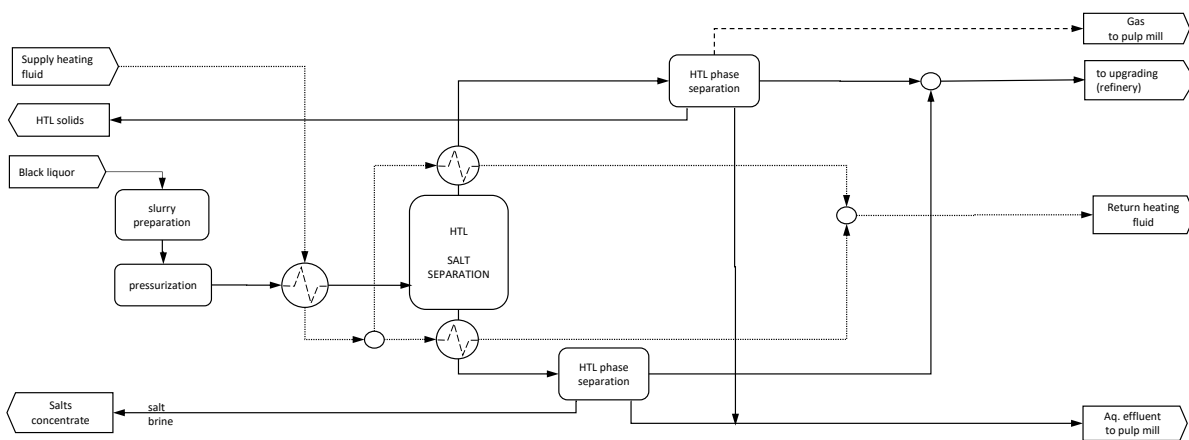 Gas
to pulp mill
Supply heating
fluid
HTL phase
separation
to upgrading
(refinery)
HTL solids
Black liquor
slurry
preparation
HTL
SALT
SEPARATION
Return heating
fluid
pressurization
HTL phase
separation
Salts
concentrate
salt
brine
Aq. effluent
to pulp mill